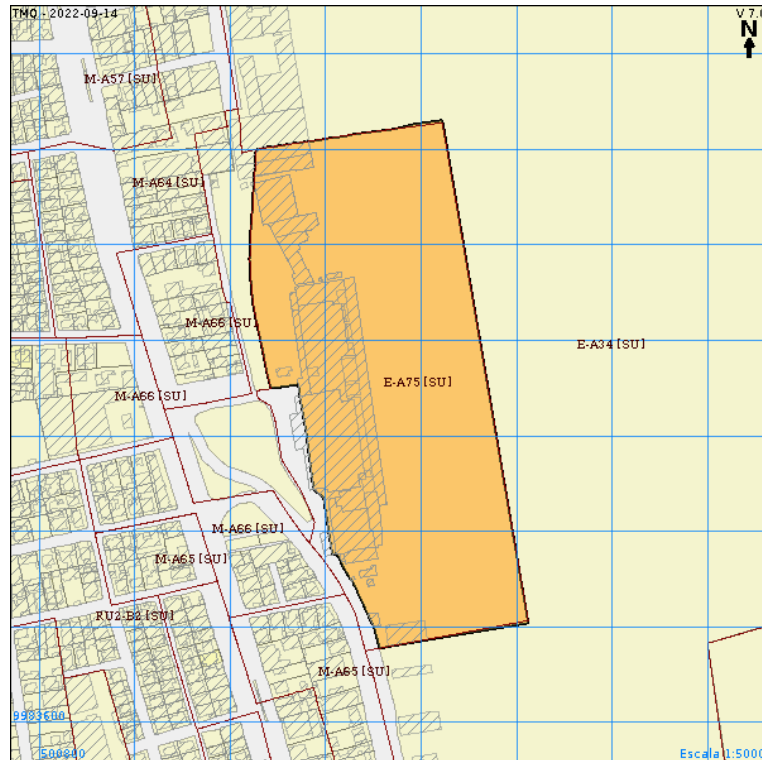 TMQ - 2022-09-14
V 7.0
N
M-A57 [SU]
M-A64 [SU]
M-A66 [SU]
E-A34 [SU]
E-A75 [SU]
M-A66 [SU]
M-A66 [SU]
M-A65 [SU]
RU2-B2 [SU]
M-A65 [SU]
9983600
500800
Escala 1:5000